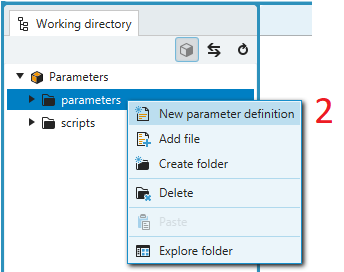 Working directory
Parameters
parameters
scripts
New parameter definition
Add file
Create folder
Delete
Paste
Explore folder
2